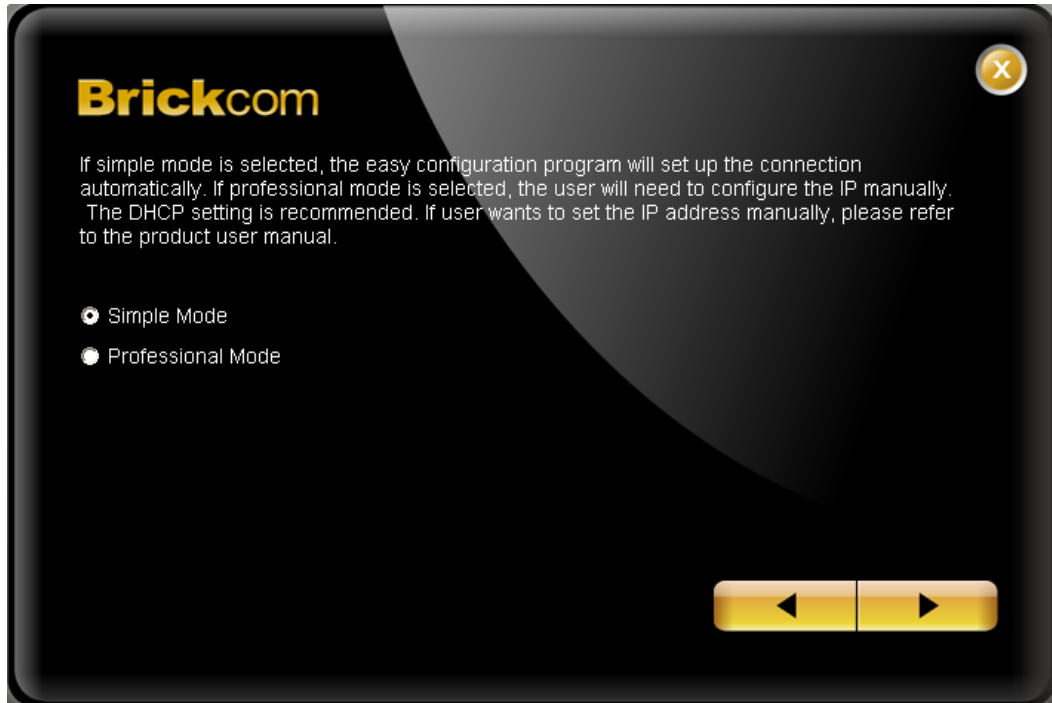 X
Brickcom
If simple mode is selected, the easy configuration program will set up the connection
automatically. If professional mode is selected, the user will need to configure the IP manually.
The DHCP setting is recommended. If user wants to set the IP address manually, please refer
to the product user manual.
Simple Mode
Professional Mode